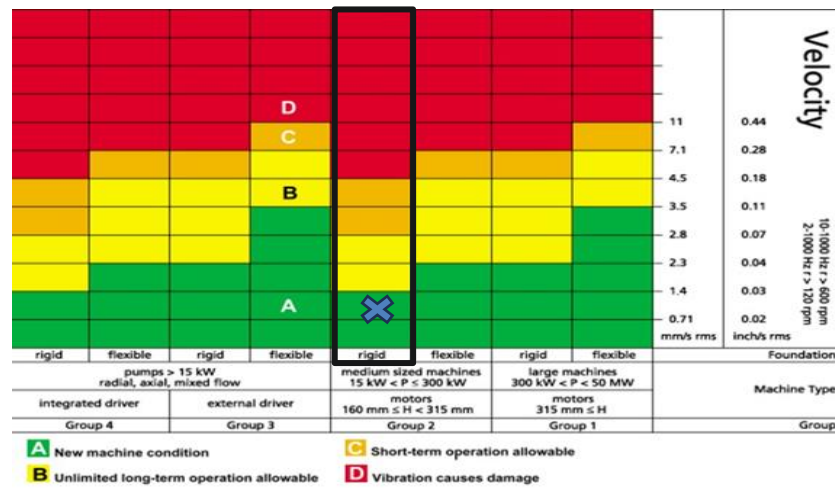 D
C
B
A
11
7.1
4.5
3.5
2.8
2.3
1.4
0.71
mm/s rms
0.44
0.28
0.18
0.11
0.07
0.04
0.03
0.02
inch/s rms
Velocity
10-1000 Hz r > 600 rpm
2-1000 Hz r > 120 rpm
rigid flexible rigid flexible rigid flexible rigid flexible Foundation
pumps > 15 kW
radial, axial, mixed flow
medium sized machines
15 kW < P ≤ 300 kW
large machines
300 kW < P < 50 MW
Machine Type
integrated driver external driver
motors
160 mm ≤ H < 315 mm
motors
315 mm ≤ H
Group 4 Group 3 Group 2 Group 1 Group
A New machine condition
B Unlimited long-term operation allowable
C Short-term operation allowable
D Vibration causes damage